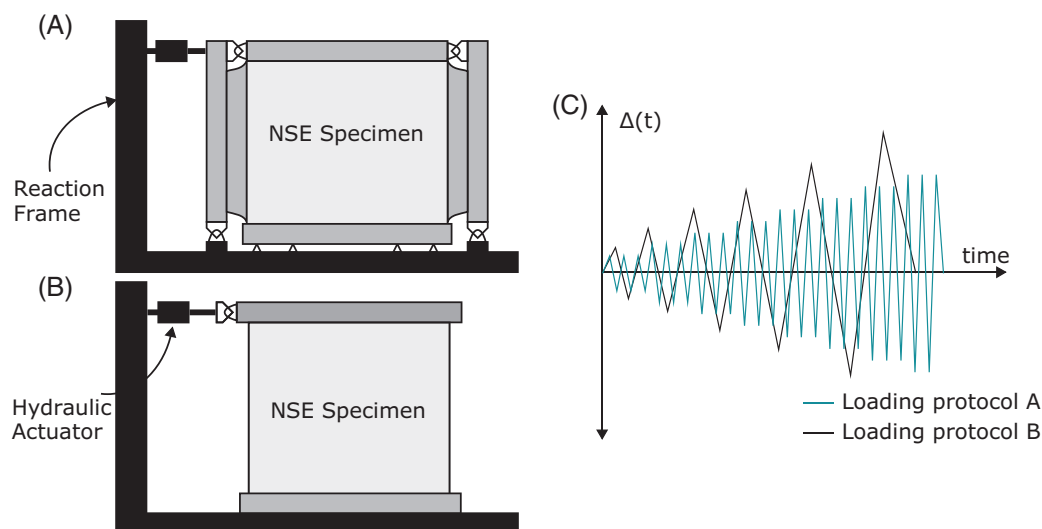 (A)
NSE Specimen
Reaction
Frame
(B)
NSE Specimen
Hydraulic
Actuator
(C)
Δ(t)
time
Loading protocol A
Loading protocol B